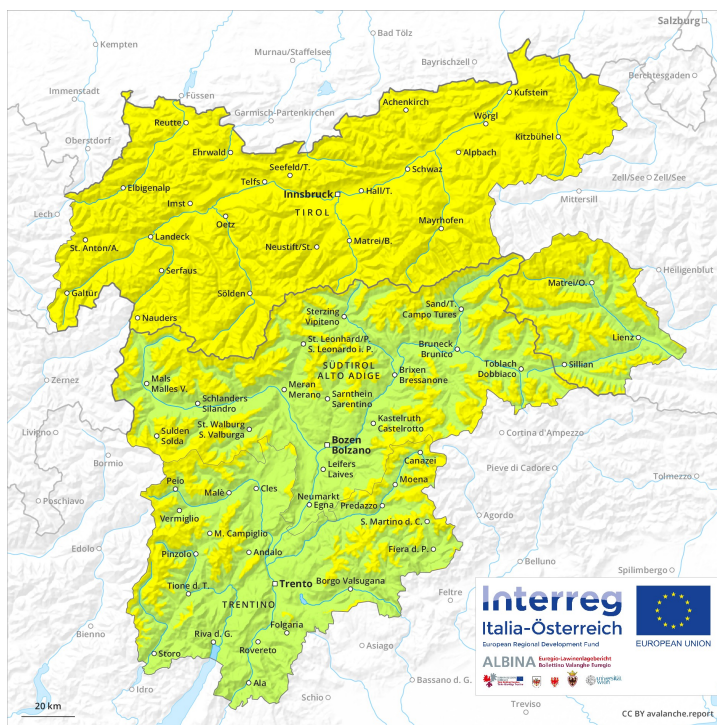 Salzburg
Bad Tölz
Kempten
Murnau/Staffelsee
Bayrischzell
Berchtesgaden
Immenstadt
Füssen
Garmisch-Partenkirchen
Achenkirch
Kufstein
Reutte
Wörgl
Kitzbühel
Oberstdorf
Ehrwald
Seefeld/T.
Alpbach
Telfs
Schwaz
Zell/See
Zell/See
Elbigenalp
Innsbruck
Hall/T.
Mittersill
Imst
TIROL
Lech
Oetz
Mayrhofen
Landeck
Neustift/St.
Matrei/B.
St. Anton/A.
Serfaus
Heiligenblut
Matrei/O.
Galtür
Sölden
Sand/T.
Campo Tures
Nauders
Sterzing
Vipiteno
Lienz
St. Leonhard/P.
S. Leonardo i. P.
Bruneck
Brunico
Toblach
Dobbiaco
Sillian
SÜDTIROL
ALTO ADIGE
Brixen
Bressanone
Zernez
Mals
Malles V.
Meran
Merano
Schlanders
Silandro
Sarnthein
Sarentino
St. Walburg
S. Valburga
Kastelruth
Castelrotto
Livigno
Sulden
Solda
Bozen
Bolzano
Cortina d'Ampezzo
Bormio
Canazei
Leifers
Laives
Pieve di Cadore
Tolmezzo
Poschiavo
Peio
Malè
Cles
Moena
Neumarkt
Egna
Predazzo
Vermiglio
Agordo
M. Campiglio
S. Martino d. C.
Edolo
Pinzolo
Andalo
Fiera d. P.
Belluno
Spilimbergo
Tione d. T.
Trento
Borgo Valsugana
Feltre
TRENTINO
Bienno
Riva d. G.
Folgaria
Rovereto
Asiago
Storo
Idro
Ala
Schio
Bassano d. G.
Treviso
Interreg
Italia-Österreich
European Regional Development Fund
EUROPEAN UNION
ALBINA
Euregio-Lawinenlagebericht
Bollettino Valanghe Euregio
universität
wien
20 km
CC BY avalanche.report